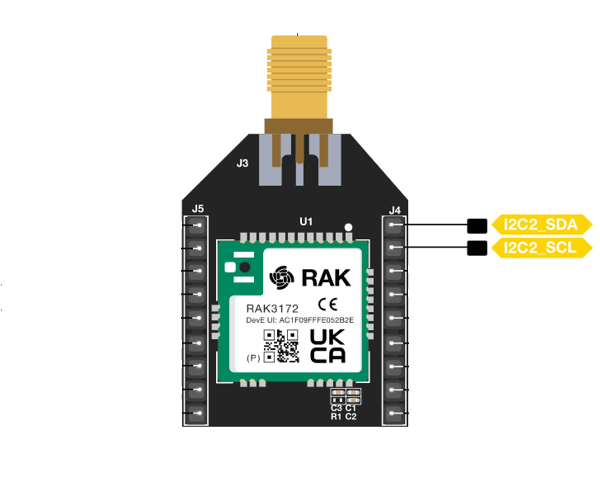 J3
J5
J4
U1
I2C2_SDA
I2C2_SCL
RAK
RAK3172
CE
DevE UI: AC1F09FFFE052B2E
UK
CA
(P)
C3 C1
R1 C2